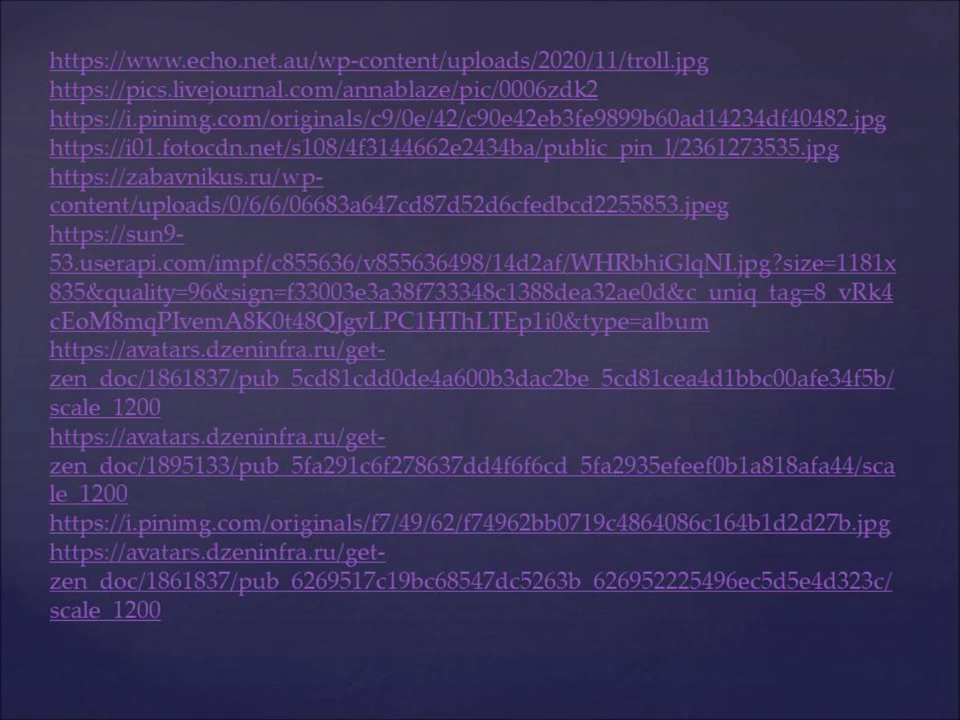 https://www.echo.net.au/wp-content/uploads/2020/11/troll.jpg
https://pics.livejournal.com/annablaze/pic/0006zdk2
https://i.pinimg.com/originals/c9/0e/42/c90e42eb3fe9899b60ad14234df40482.jpg
https://i01.fotocdn.net/s108/4f3144662e2434ba/public_pin_l/2361273535.jpg
https://zabavnikus.ru/wp-
content/uploads/0/6/6/06683a647cd87d52d6cfedbcd2255853.jpeg
https://sun9-
53.userapi.com/impf/c855636/v855636498/14d2af/WHRbhiGlqNI.jpg?size=1181x
835&quality=96&sign=f33003e3a38f733348c1388dea32ae0d&c_uniq_tag=8_vRk4
cEoM8mqPIvemA8K0t48QJgvLPC1HThLTEp1i0&type=album
https://avatars.dzeninfra.ru/get-
zen_doc/1861837/pub_5cd81cdd0de4a600b3dac2be_5cd81cea4d1bbc00afe34f5b/
scale_1200
https://avatars.dzeninfra.ru/get-
zen_doc/1895133/pub_5fa291c6f278637dd4f6f6cd_5fa2935efeef0b1a818afa44/sca
le_1200
https://i.pinimg.com/originals/f7/49/62/f74962bb0719c4864086c164b1d2d27b.jpg
https://avatars.dzeninfra.ru/get-
zen_doc/1861837/pub_6269517c19bc68547dc5263b_626952225496ec5d5e4d323c/
scale_1200